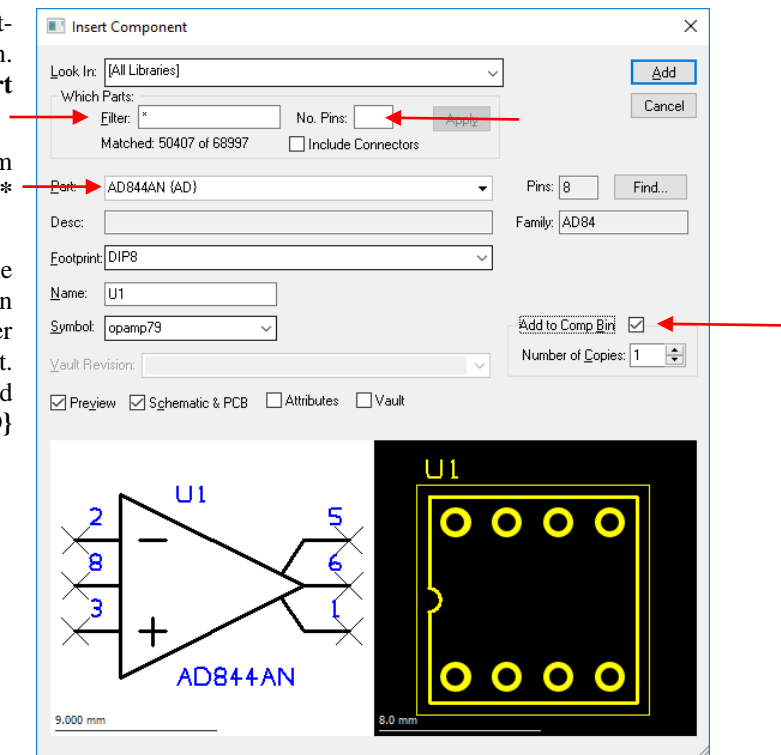 t-
n.
rt
m
*
e
n
er
t.
d
)}
Insert Component
Look In: [All Libraries]
Add
Which Parts:
Cancel
Filter: *
No. Pins:
Apply
Matched: 50407 of 68997
Include Connectors
Part: AD844AN {AD}
Pins: 8
Find...
Desc:
Family: AD84
Footprint: DIP8
Name: U1
Symbol: opamp79
Add to Comp Bin
Number of Copies: 1
Vault Revision:
Preview
Schematic & PCB
Attributes
Vault
U1
2
8
3
5
6
1
AD844AN
9.000 mm
U1
8.0 mm